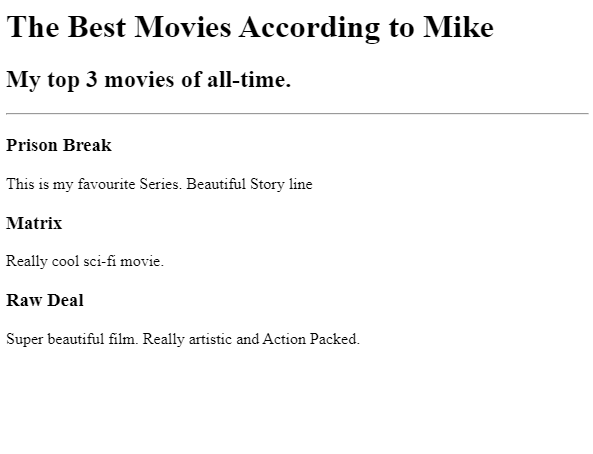 The Best Movies According to Mike
My top 3 movies of all-time.
Prison Break
This is my favourite Series. Beautiful Story line
Matrix
Really cool sci-fi movie.
Raw Deal
Super beautiful film. Really artistic and Action Packed.